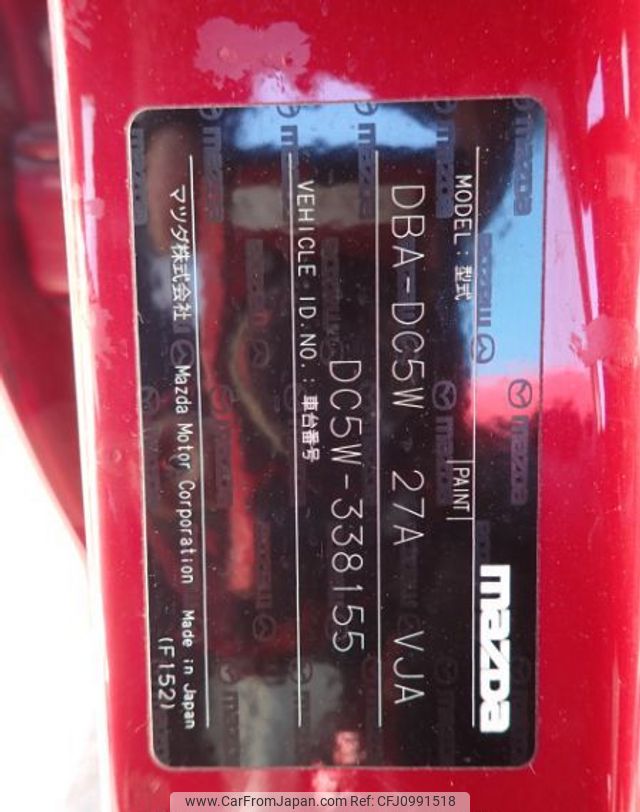 mazda
MODEL : 型式 PAINT
DBA-DC5W 27A VJA
VEHICLE ID.NO. : 車台番号
DC5W-338155
マツダ株式会社 Mazda Motor Corporation Made in Japan
(F152)
www.CarFromJapan.com - CFJ0991518